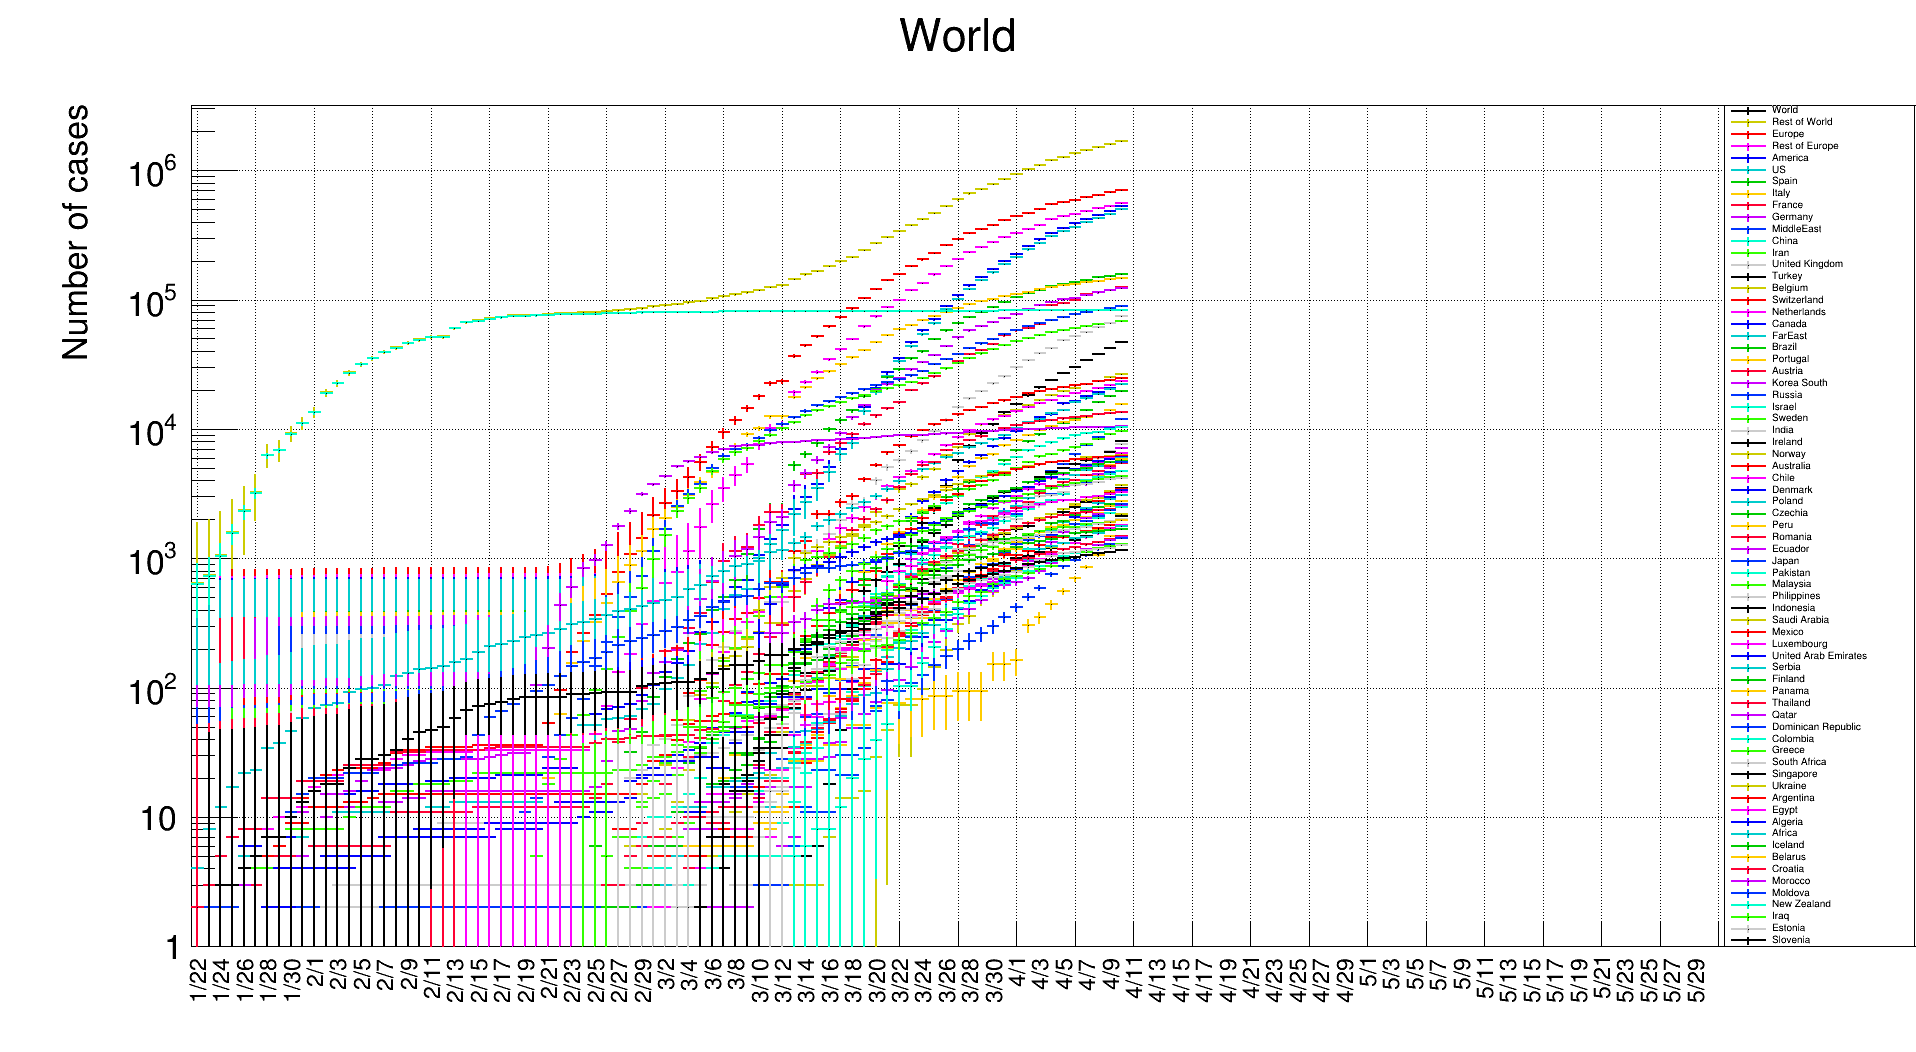 World
Number of cases
10⁶
10⁵
10⁴
10³
10²
10
1
1/22
1/24
1/26
1/28
1/30
2/1
2/3
2/5
2/7
2/9
2/11
2/13
2/15
2/17
2/19
2/21
2/23
2/25
2/27
2/29
3/2
3/4
3/6
3/8
3/10
3/12
3/14
3/16
3/18
3/20
3/22
3/24
3/26
3/28
3/30
4/1
4/3
4/5
4/7
4/9
4/11
4/13
4/15
4/17
4/19
4/21
4/23
4/25
4/27
4/29
5/1
5/3
5/5
5/7
5/9
5/11
5/13
5/15
5/17
5/19
5/21
5/23
5/25
5/27
5/29
World
Rest of World
Europe
Rest of Europe
America
US
Spain
Italy
France
Germany
MiddleEast
China
Iran
United Kingdom
Turkey
Belgium
Switzerland
Netherlands
Canada
FarEast
Brazil
Portugal
Austria
Korea South
Russia
Israel
Sweden
India
Ireland
Norway
Australia
Chile
Denmark
Poland
Czechia
Peru
Romania
Ecuador
Japan
Pakistan
Malaysia
Philippines
Indonesia
Saudi Arabia
Mexico
Luxembourg
United Arab Emirates
Serbia
Finland
Panama
Thailand
Qatar
Dominican Republic
Colombia
Greece
South Africa
Singapore
Ukraine
Argentina
Egypt
Algeria
Africa
Iceland
Belarus
Croatia
Morocco
Moldova
New Zealand
Iraq
Estonia
Slovenia